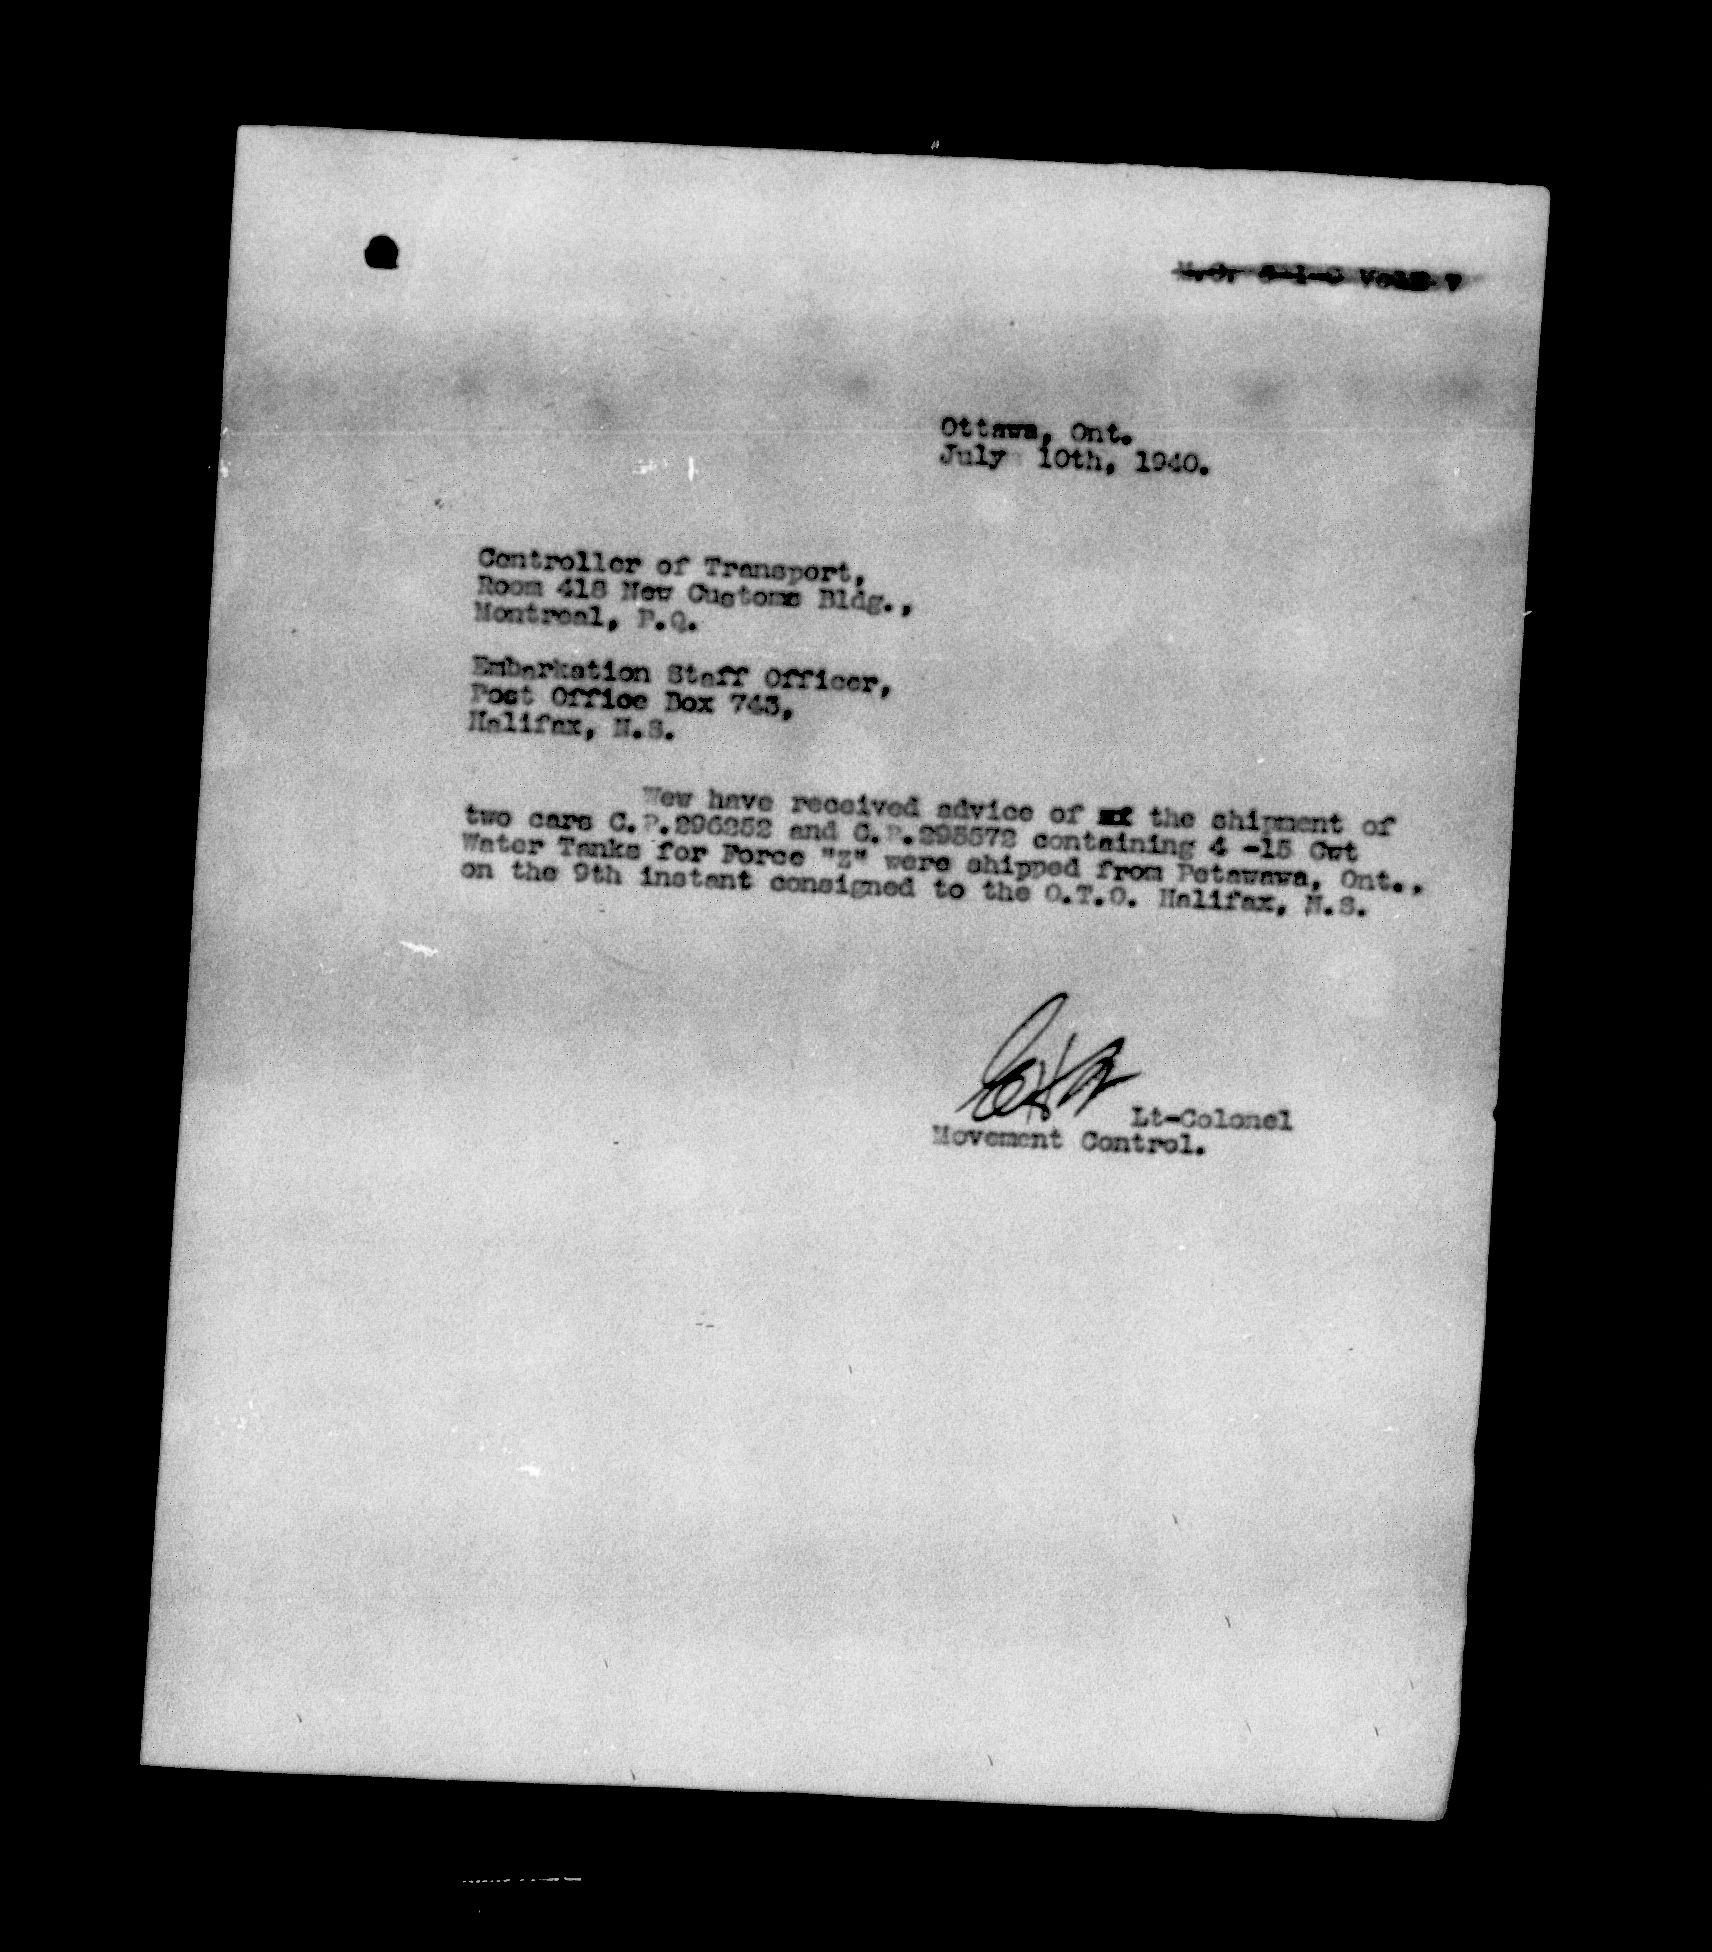 Ottawa, Ont.
July 10th, 1940.
Controller of Transport,
Room 418 New Customs Bldg.,
Montreal, P.Q.
Embarkation Staff Officer,
Post Office Box 743,
Halifax, N.S.
Wew have received advice of the shipment of
two cars C.P. and C.P. containing 4 -15 Cwt
Water Tanks for Force "Z" were shipped from Petawawa, Ont.,
on the 9th instant consigned to the O.T.O. Halifax, N.S.
Lt-Colonel
Movement Control.